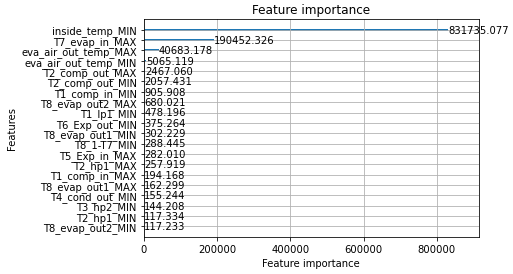 Feature importance
inside_temp_MIN 831735.077
T7_evap_in_MAX 190452.326
eva_air_out_temp_MAX 40683.178
eva_air_out_temp_MIN 5065.119
T2_comp_out_MAX 2467.060
T2_comp_out_MIN 2057.431
T1_comp_in_MIN 905.908
T8_evap_out2_MAX 680.021
T1_lp1_MIN 478.196
T6_Exp_out_MIN 375.264
T8_evap_out1_MIN 302.229
T8_1-T7_MIN 288.445
T5_Exp_in_MAX 282.010
T2_hp1_MAX 257.919
T1_comp_in_MAX 194.168
T8_evap_out1_MAX 162.299
T4_cond_out_MIN 155.244
T3_hp2_MIN 144.208
T2_hp1_MIN 117.334
T8_evap_out2_MIN 117.233
Features
0 200000 400000 600000 800000
Feature importance